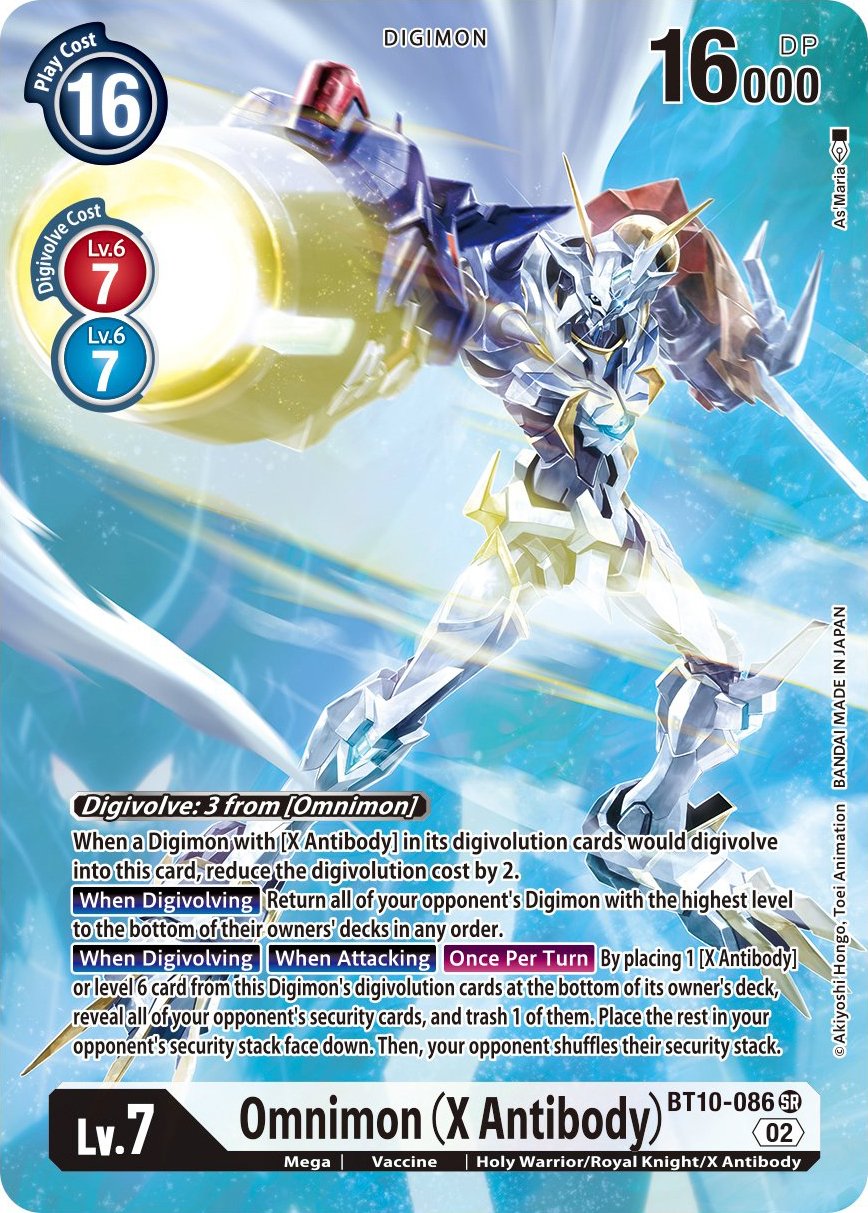 DIGIMON
Play Cost
16
DP
16000
As'Maria
Digivolve Cost
Lv.6
7
Lv.6
7
Digivolve: 3 from [Omnimon]
When a Digimon with [X Antibody] in its digivolution cards would digivolve
into this card, reduce the digivolution cost by 2.
When Digivolving Return all of your opponent's Digimon with the highest level
to the bottom of their owners' decks in any order.
When Digivolving When Attacking Once Per Turn By placing 1 [X Antibody]
or level 6 card from this Digimon's digivolution cards at the bottom of its owner's deck,
reveal all of your opponent's security cards, and trash 1 of them. Place the rest in your
opponent's security stack face down. Then, your opponent shuffles their security stack.
©Akiyoshi Hongo, Toei Animation BANDAI MADE IN JAPAN
Lv.7
Omnimon (X Antibody)
BT10-086 SR
02
Mega | Vaccine | Holy Warrior/Royal Knight/X Antibody